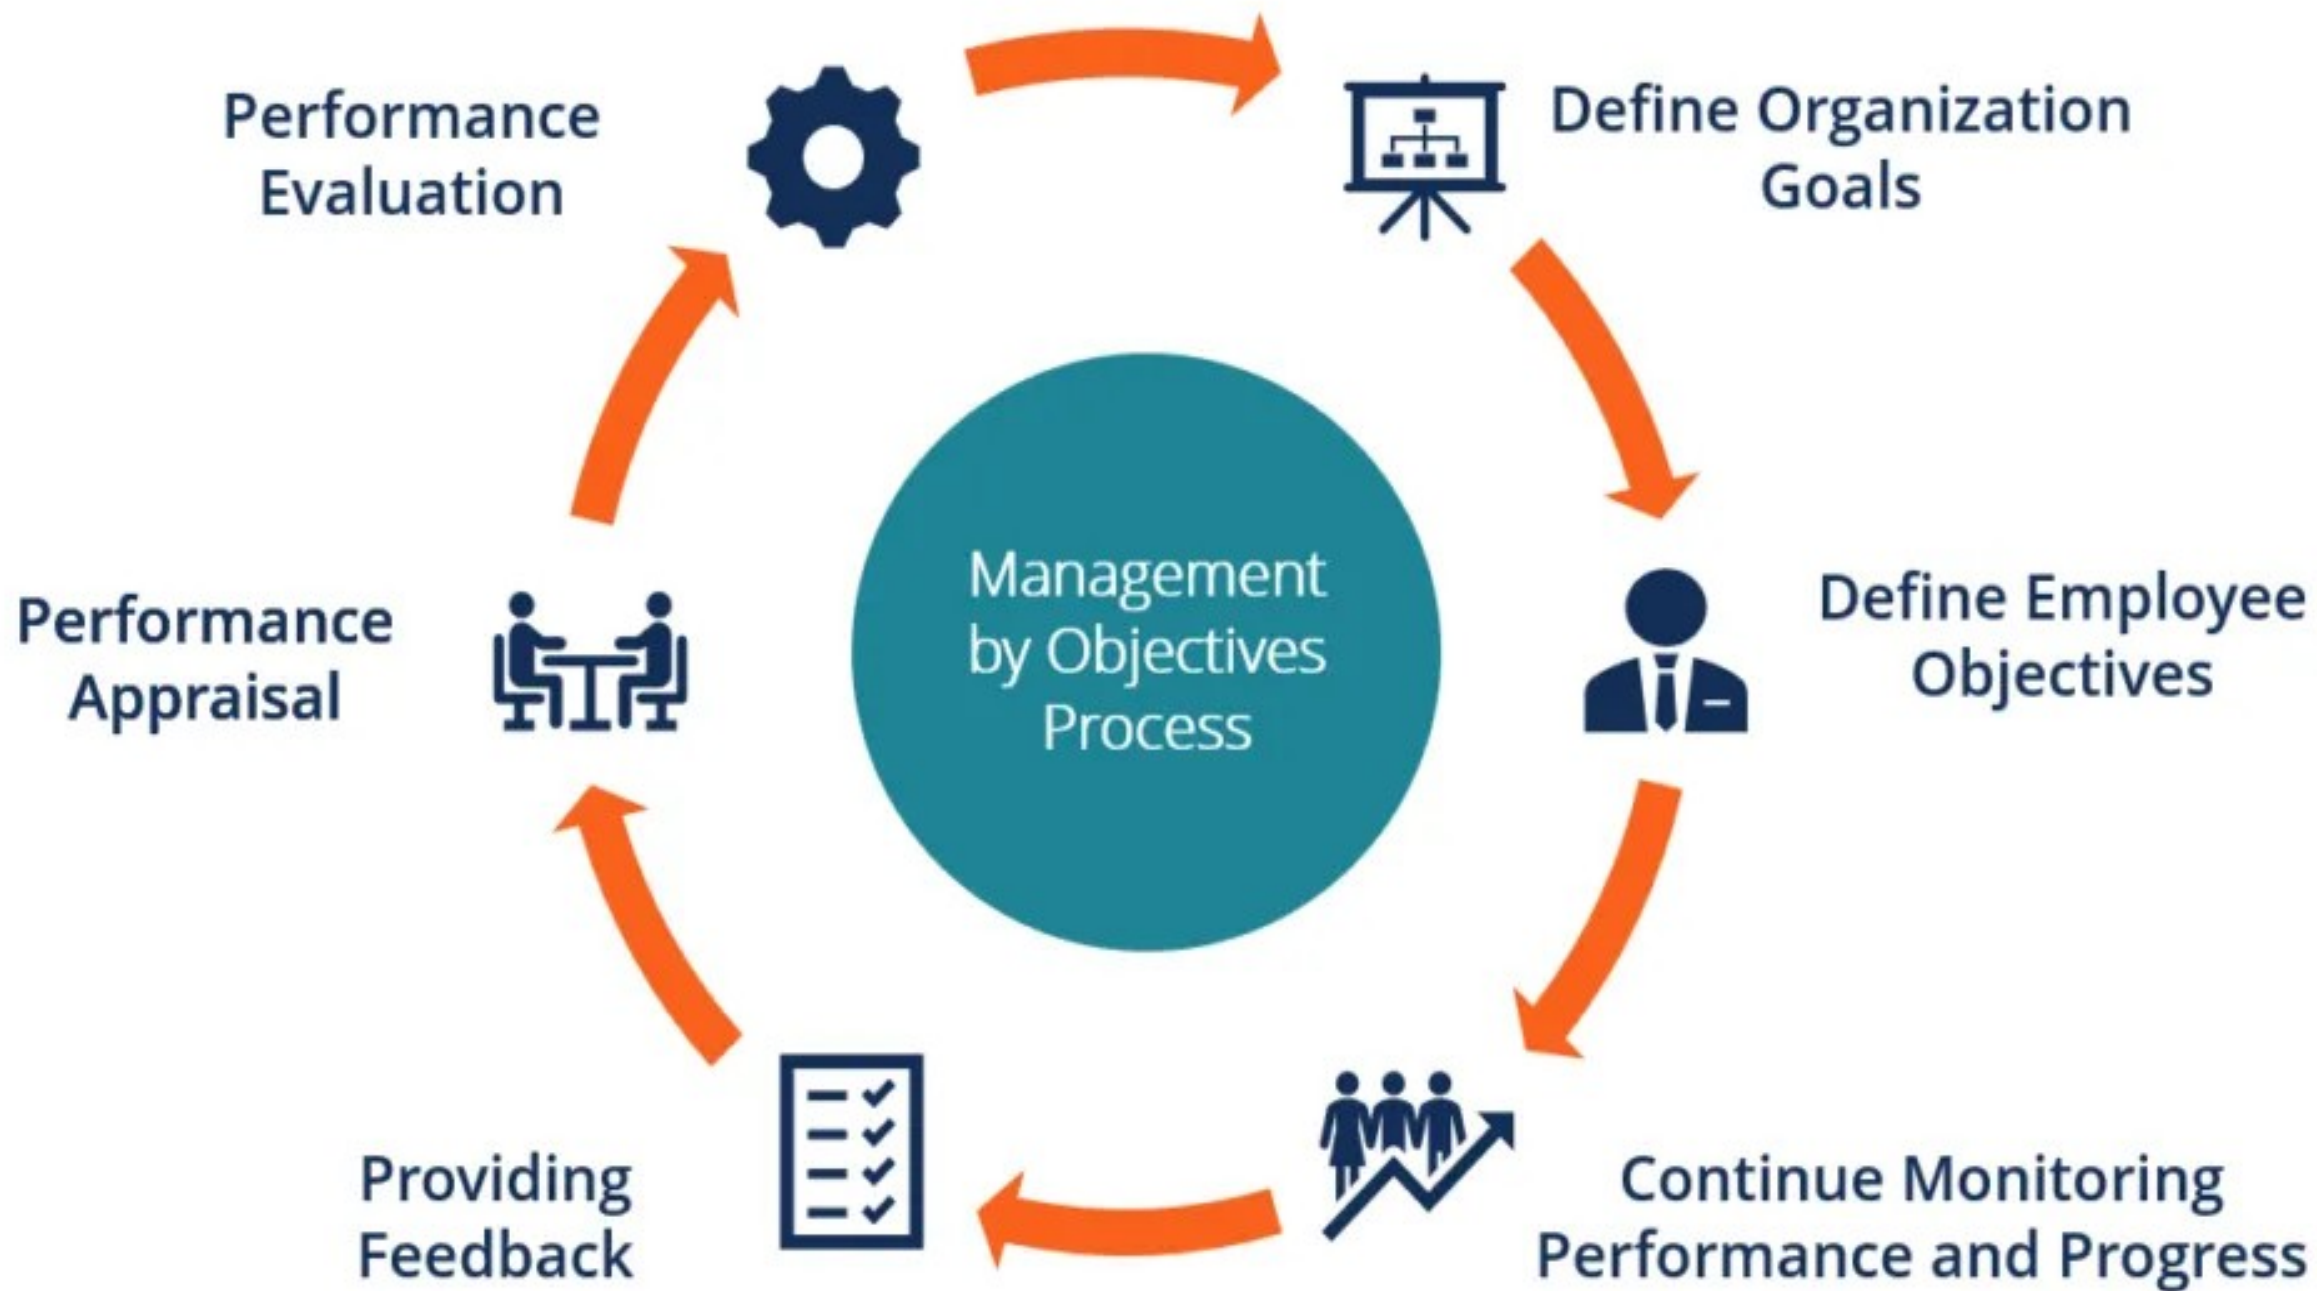 Performance
Evaluation
Define Organization
Goals
Define Employee
Objectives
Continue Monitoring
Performance and Progress
Providing
Feedback
Performance
Appraisal
Management
by Objectives
Process